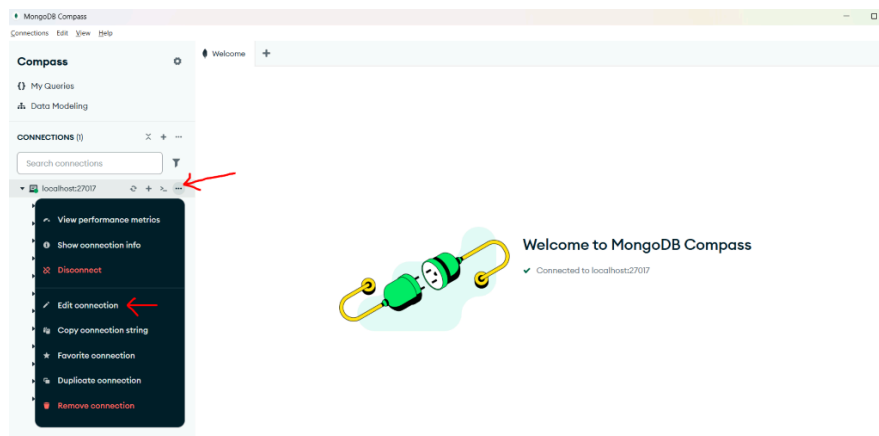 MongoDB Compass
Connections Edit View Help
Compass
Welcome
My Queries
Data Modeling
CONNECTIONS (1)
Search connections
localhost:27017
View performance metrics
Show connection info
Disconnect
Edit connection
Copy connection string
Favorite connection
Duplicate connection
Remove connection
Welcome to MongoDB Compass
Connected to localhost:27017